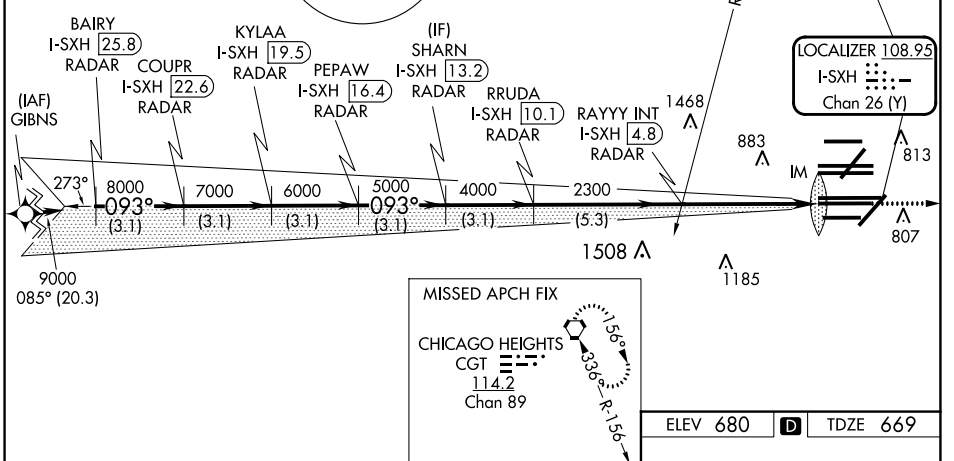 BAIRY
I-SXH 25.8
RADAR
COUPR
I-SXH 22.6
RADAR
KYLAA
I-SXH 19.5
RADAR
PEPAW
I-SXH 16.4
RADAR
(IF)
SHARN
I-SXH 13.2
RADAR
RRUDA
I-SXH 10.1
RADAR
RAYYY INT
I-SXH 4.8
RADAR
LOCALIZER 108.95
I-SXH
Chan 26 (Y)
(IAF)
GIBNS
1468
883
813
IM
807
273°
8000
7000
6000
5000
4000
2300
093°
093°
(3.1)
(3.1)
(3.1)
(3.1)
(3.1)
(5.3)
9000
085° (20.3)
1508
1185
MISSED APCH FIX
CHICAGO HEIGHTS
CGT
114.2
Chan 89
156°
336°
R-156
ELEV 680
D
TDZE 669